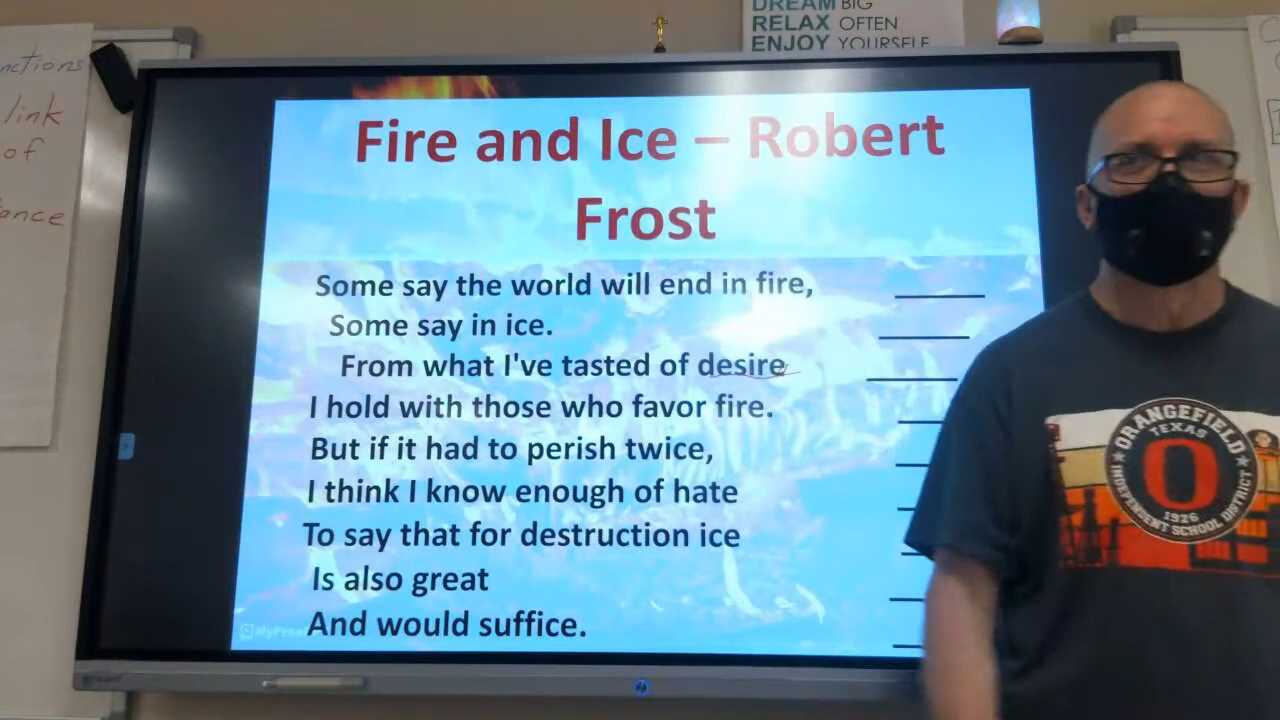 DREAM BIG
RELAX OFTEN
ENJOY YOURSELF
nctions
link
of
ance
Fire and Ice – Robert
Frost
Some say the world will end in fire,
Some say in ice.
From what I've tasted of desire
I hold with those who favor fire.
But if it had to perish twice,
I think I know enough of hate
To say that for destruction ice
Is also great
And would suffice.
ORANGEFIELD
TEXAS
O
1926
INDEPENDENT SCHOOL DISTRICT